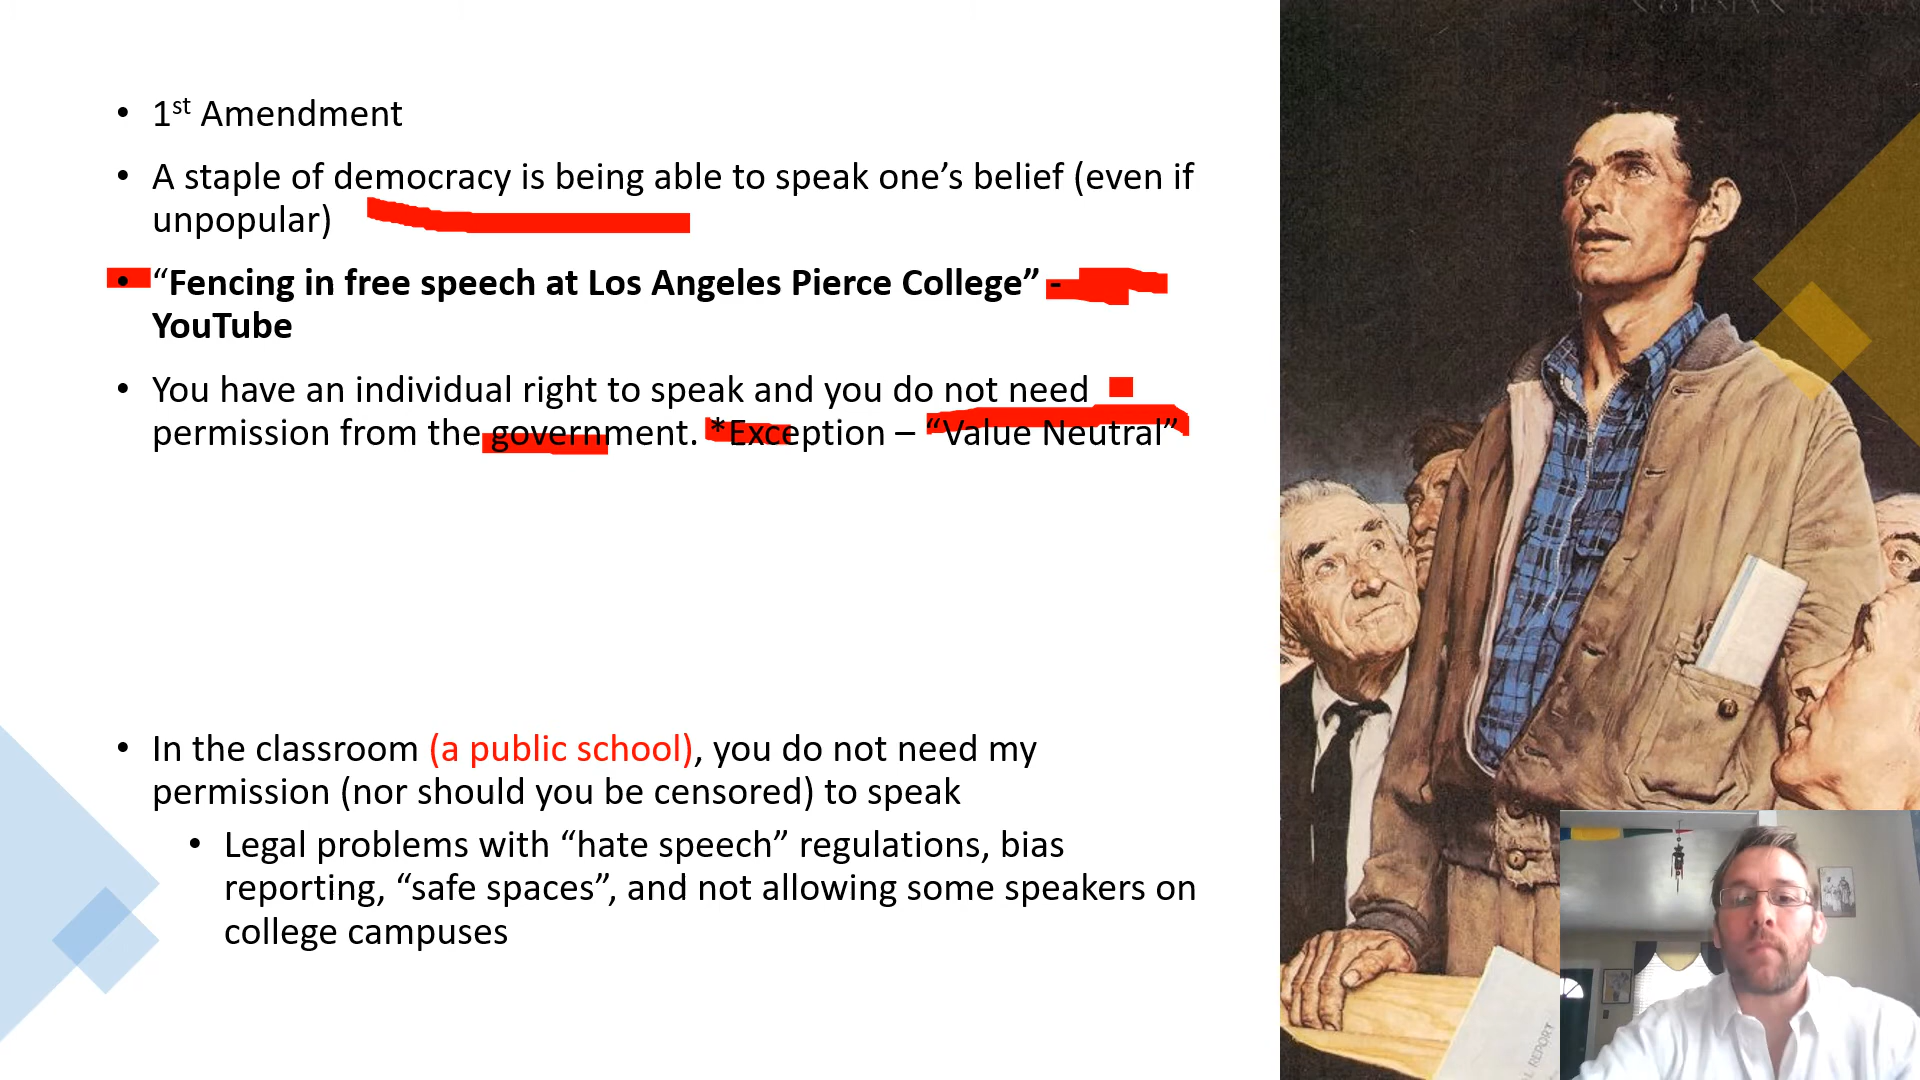 NORMAN ROC
• 1st Amendment
• A staple of democracy is being able to speak one’s belief (even if
unpopular)
• “Fencing in free speech at Los Angeles Pierce College” -
YouTube
• You have an individual right to speak and you do not need
permission from the government. *Exception – “Value Neutral”
• In the classroom (a public school), you do not need my
permission (nor should you be censored) to speak
• Legal problems with “hate speech” regulations, bias
reporting, “safe spaces”, and not allowing some speakers on
college campuses
L REPORT